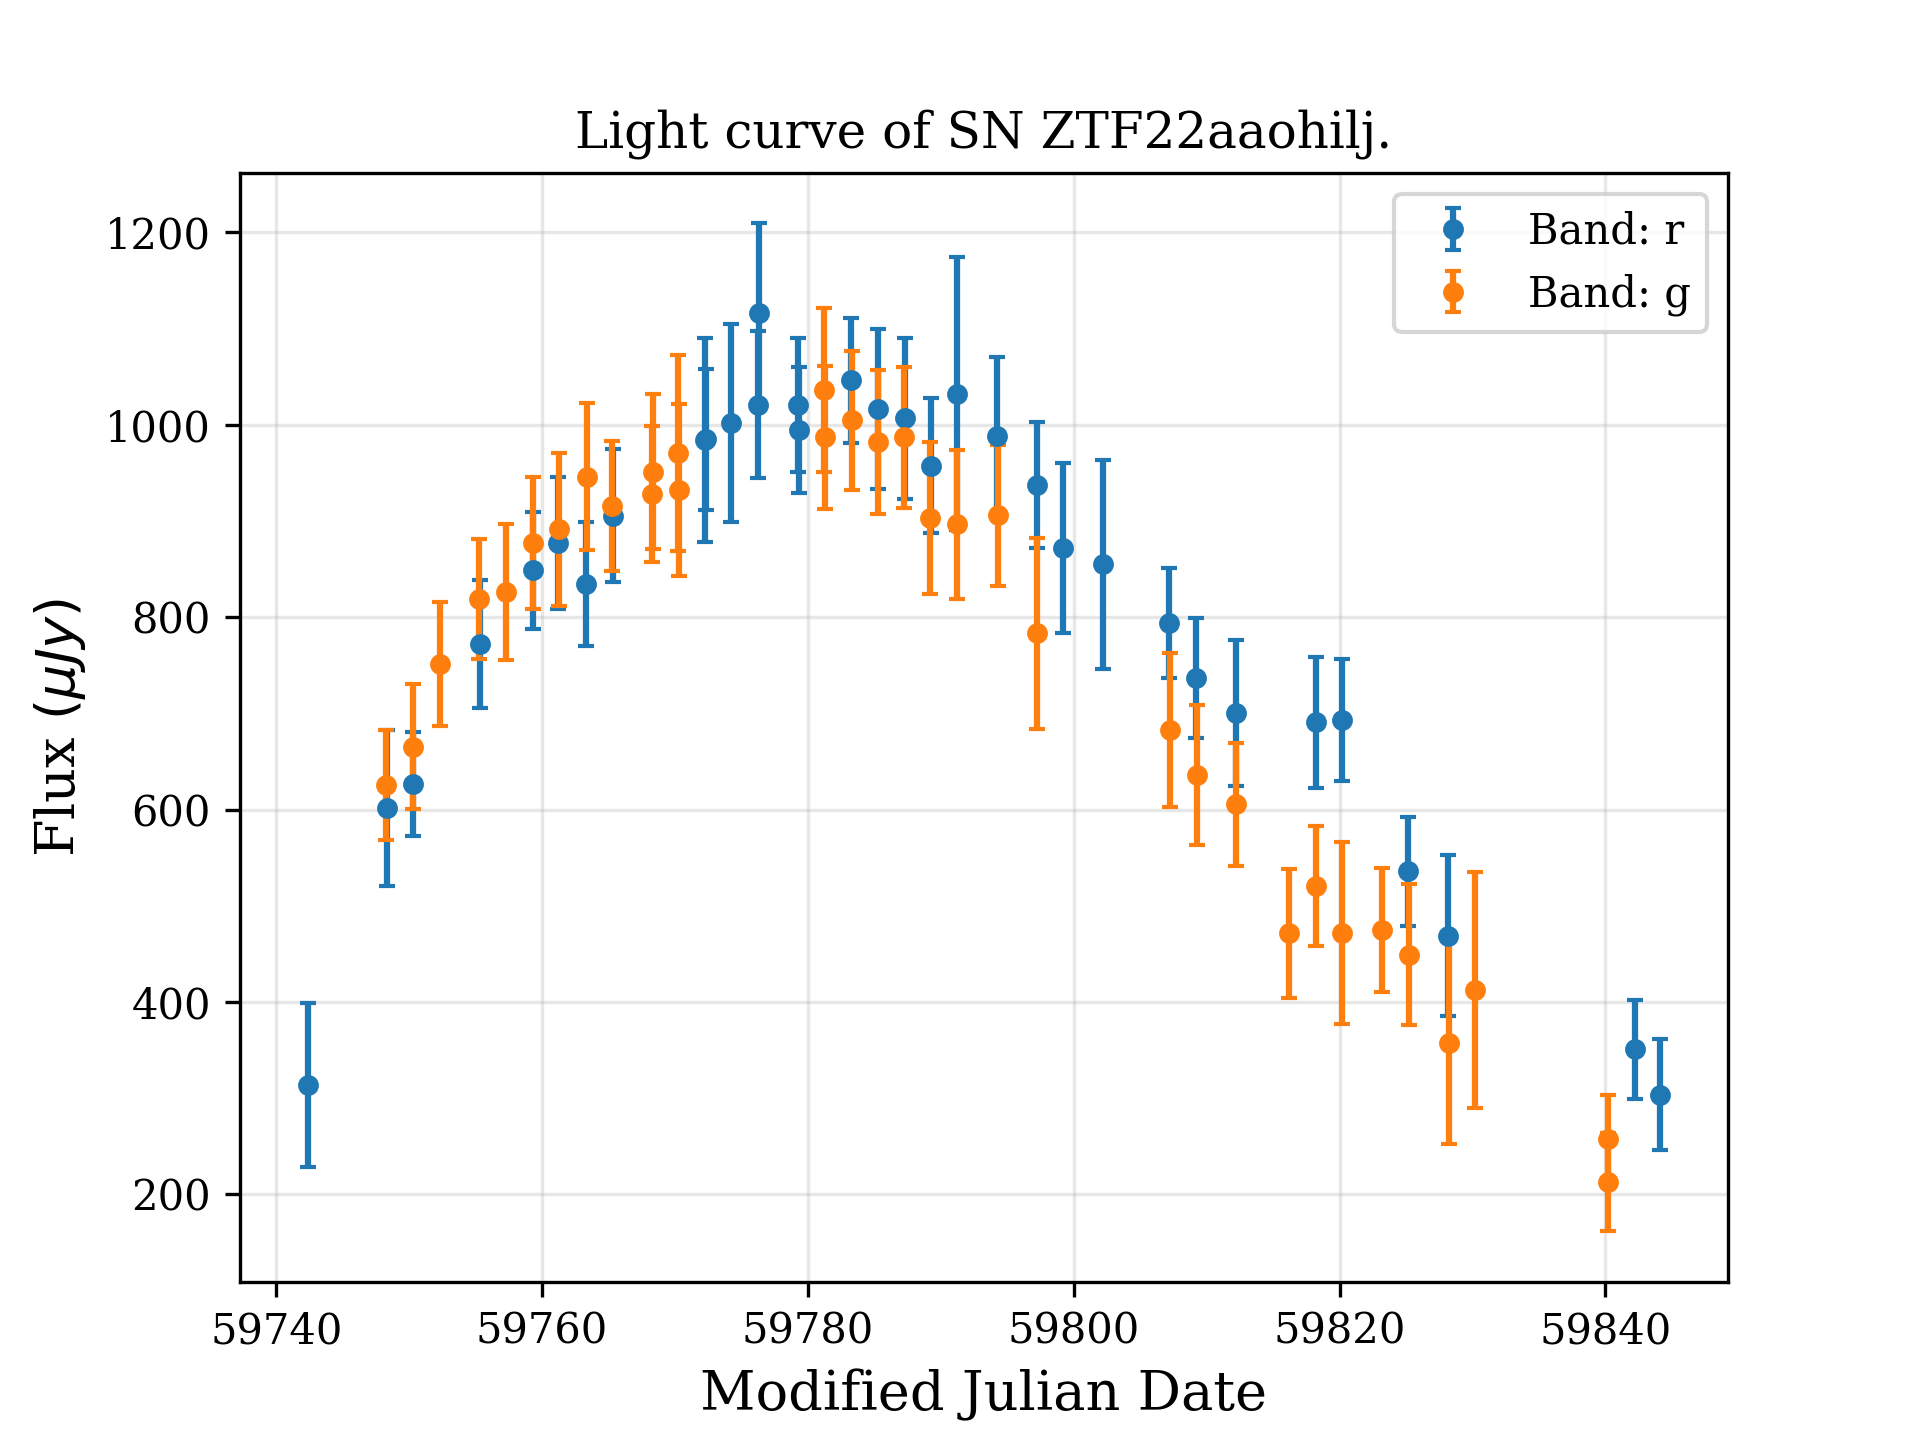 Light curve of SN ZTF22aaohilj.
1200
1000
800
600
400
200
Flux (μJy)
Band: r
Band: g
59740 59760 59780 59800 59820 59840
Modified Julian Date